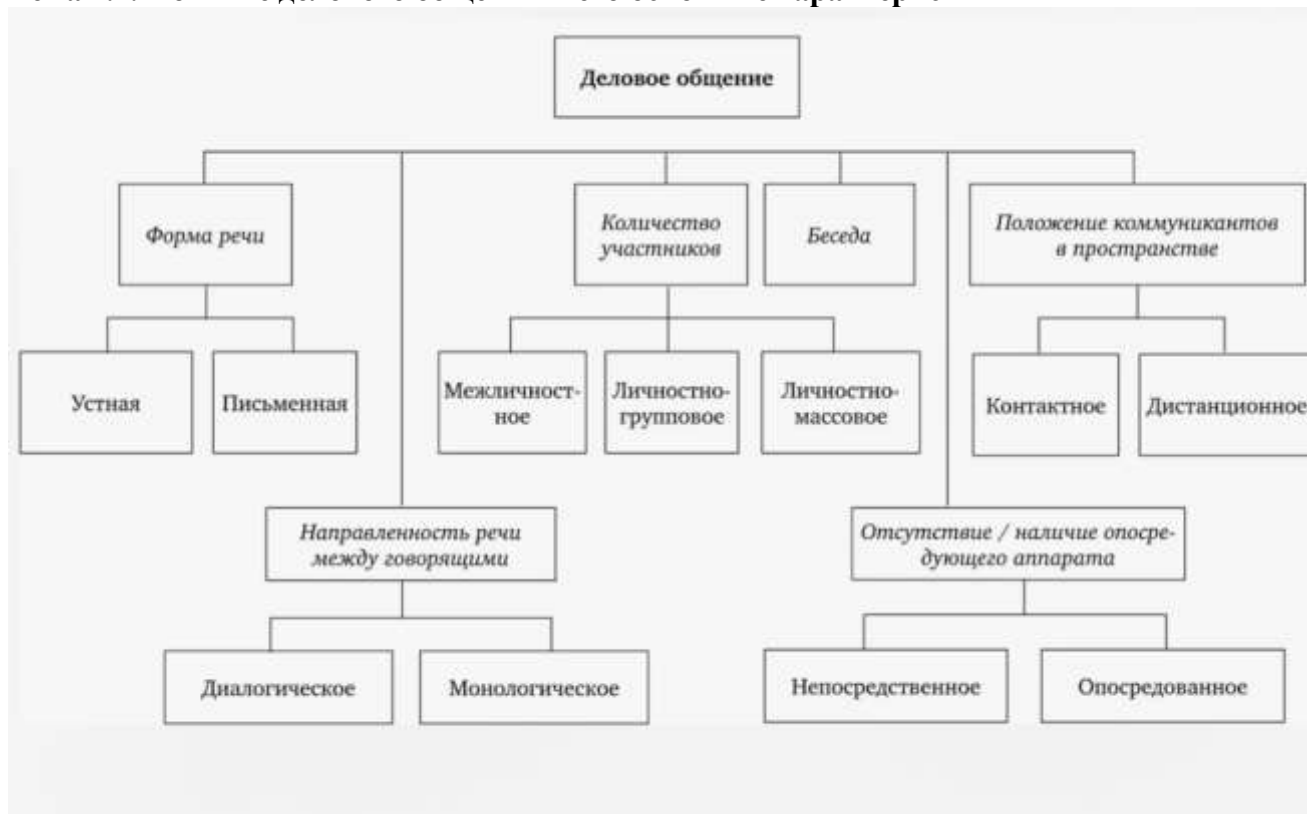 Деловое общение
Форма речи
Количество
участников
Беседа
Положение коммуникантов
в пространстве
Устная
Письменная
Межличност-
ное
Личностно-
групповое
Личностно-
массовое
Контактное
Дистанционное
Направленность речи
между говорящими
Отсутствие / наличие опосре-
дующего аппарата
Диалогическое
Монологическое
Непосредственное
Опосредованное